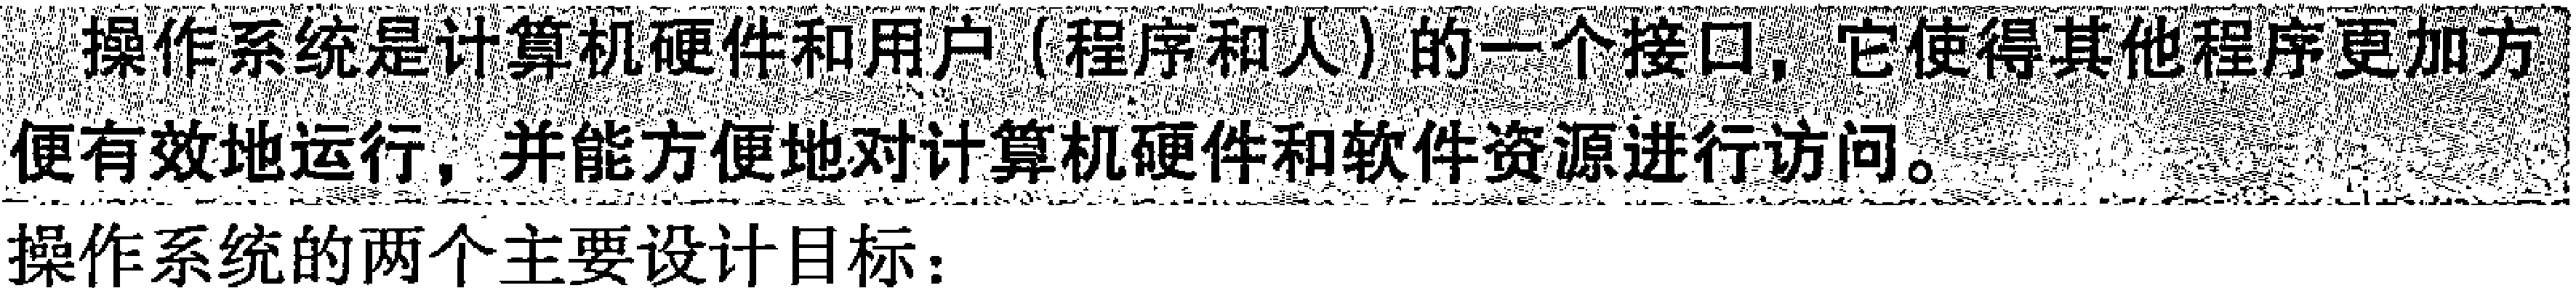 操作系统是计算机硬件和用户（程序和人）的一个接口，它使得其他程序更加方
便有效地运行，并能方便地对计算机硬件和软件资源进行访问。
操作系统的两个主要设计目标：